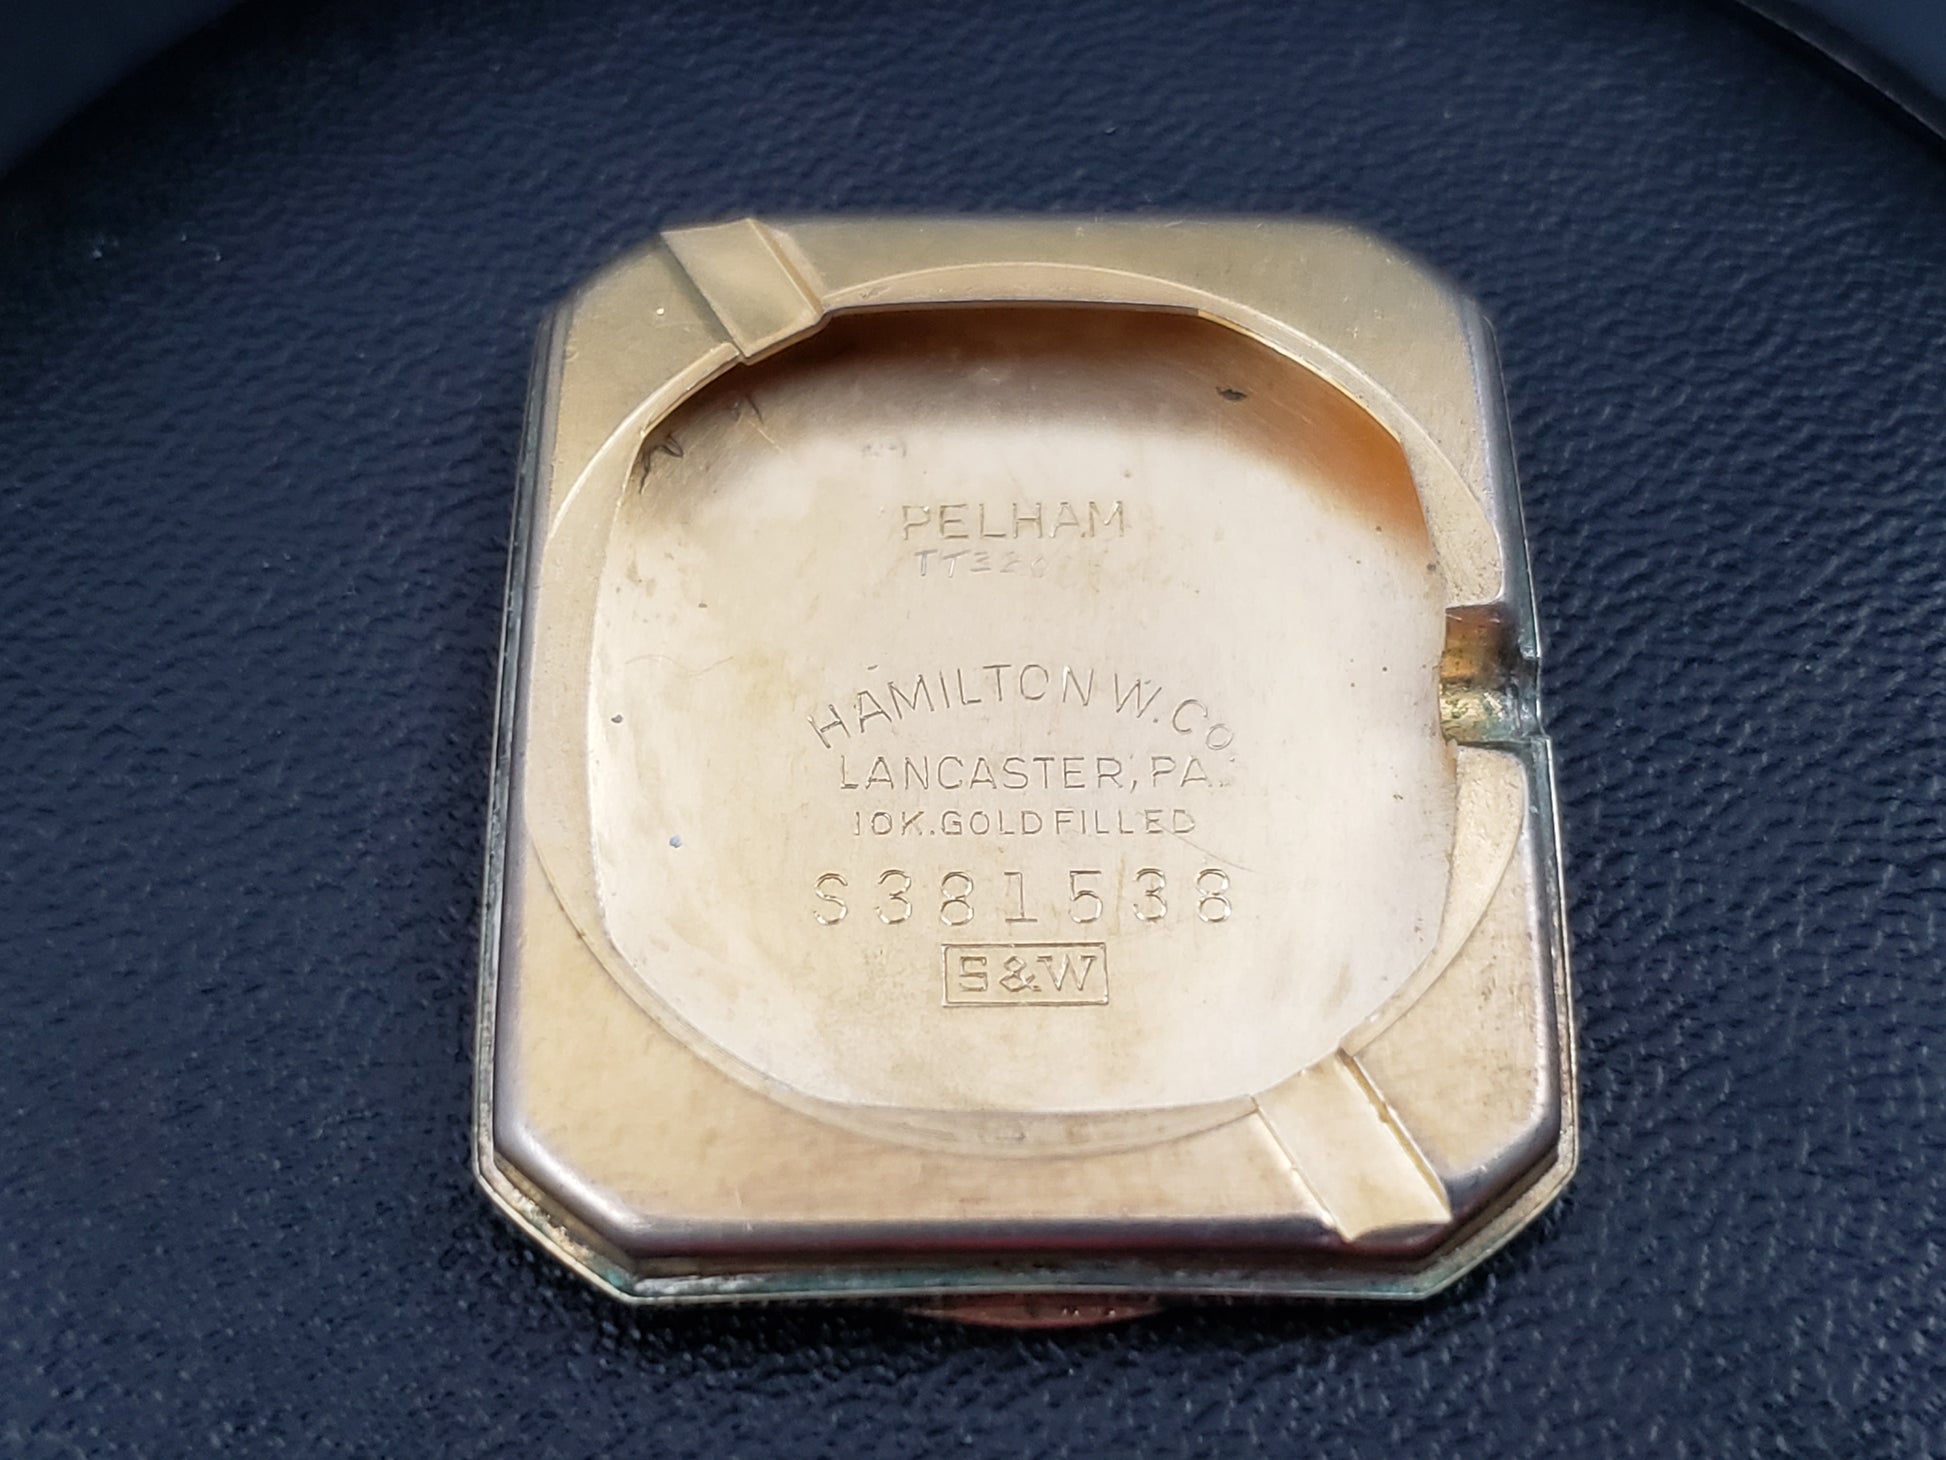 PELHAM
HAMILTON W. CO.
LANCASTER, PA.
10K. GOLD FILLED
S381538
S&W